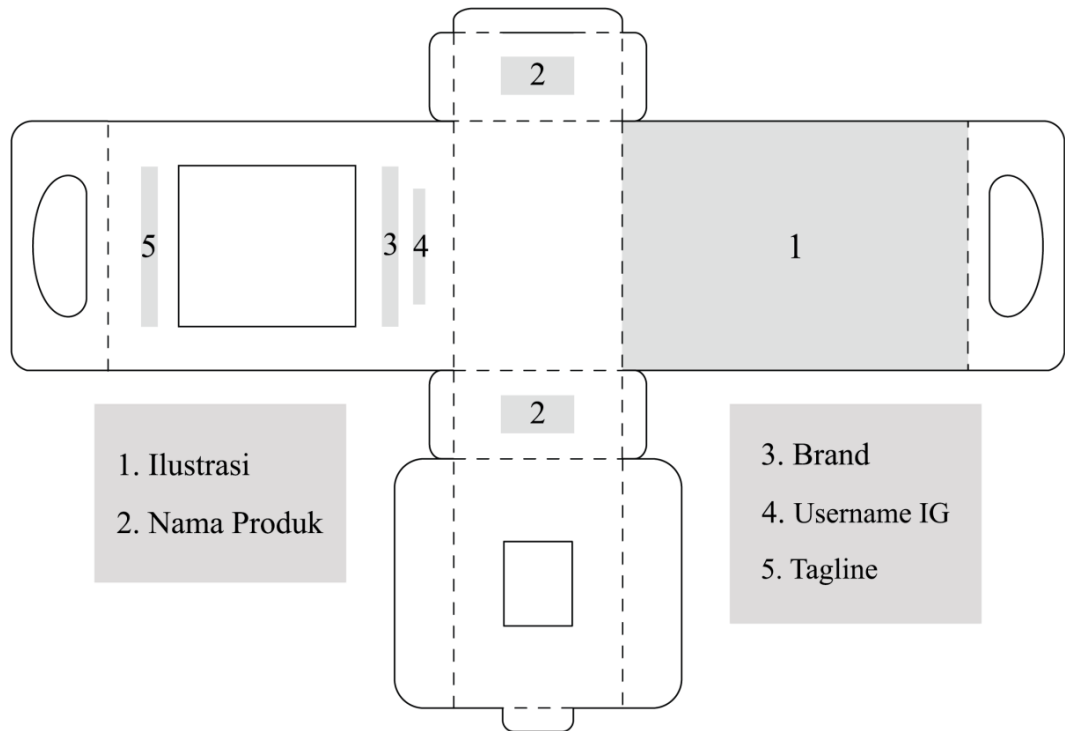 2
5
3
4
1
2
1. Ilustrasi
2. Nama Produk
3. Brand
4. Username IG
5. Tagline